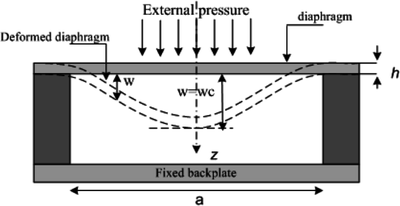 External pressure
diaphragm
Deformed diaphragm
h
w
w=wc
z
Fixed backplate
a